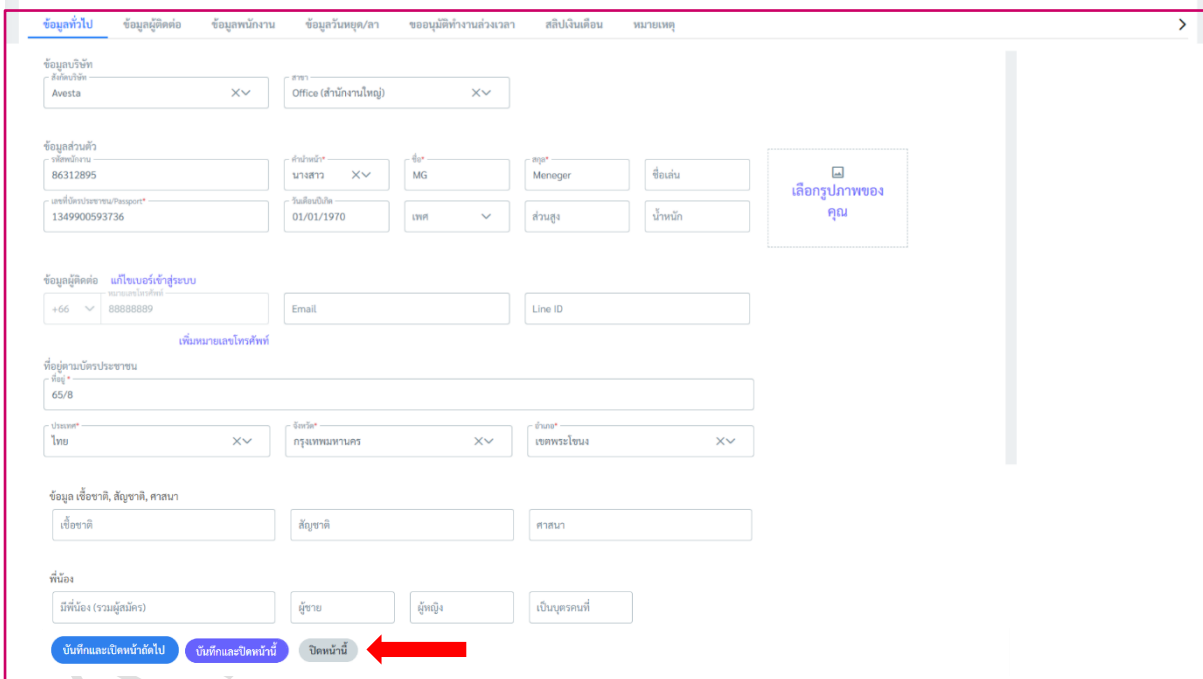 ข้อมูลทั่วไป ข้อมูลผู้ติดต่อ ข้อมูลพนักงาน ข้อมูลวันหยุด/ลา ขออนุมัติทำงานล่วงเวลา สลิปเงินเดือน หมายเหตุ
ข้อมูลบริษัท
สังกัดบริษัท สาขา
Avesta Office (สำนักงานใหญ่)
ข้อมูลส่วนตัว
รหัสพนักงาน คำนำหน้า* ชื่อ* สกุล*
86312895 นางสาว MG Meneger ชื่อเล่น
เลือกรูปภาพของ
คุณ
เลขที่บัตรประชาชน/Passport* วันเดือนปีเกิด
1349900593736 01/01/1970 เพศ ส่วนสูง น้ำหนัก
ข้อมูลผู้ติดต่อ แก้ไขเบอร์เข้าสู่ระบบ
หมายเลขโทรศัพท์
+66 88888889 Email Line ID
เพิ่มหมายเลขโทรศัพท์
ที่อยู่ตามบัตรประชาชน
ที่อยู่ *
65/8
ประเทศ* จังหวัด* อำเภอ*
ไทย กรุงเทพมหานคร เขตพระโขนง
ข้อมูล เชื้อชาติ, สัญชาติ, ศาสนา
เชื้อชาติ สัญชาติ ศาสนา
พี่น้อง
มีพี่น้อง (รวมผู้สมัคร) ผู้ชาย ผู้หญิง เป็นบุตรคนที่
บันทึกและเปิดหน้าถัดไป บันทึกและปิดหน้านี้ ปิดหน้านี้